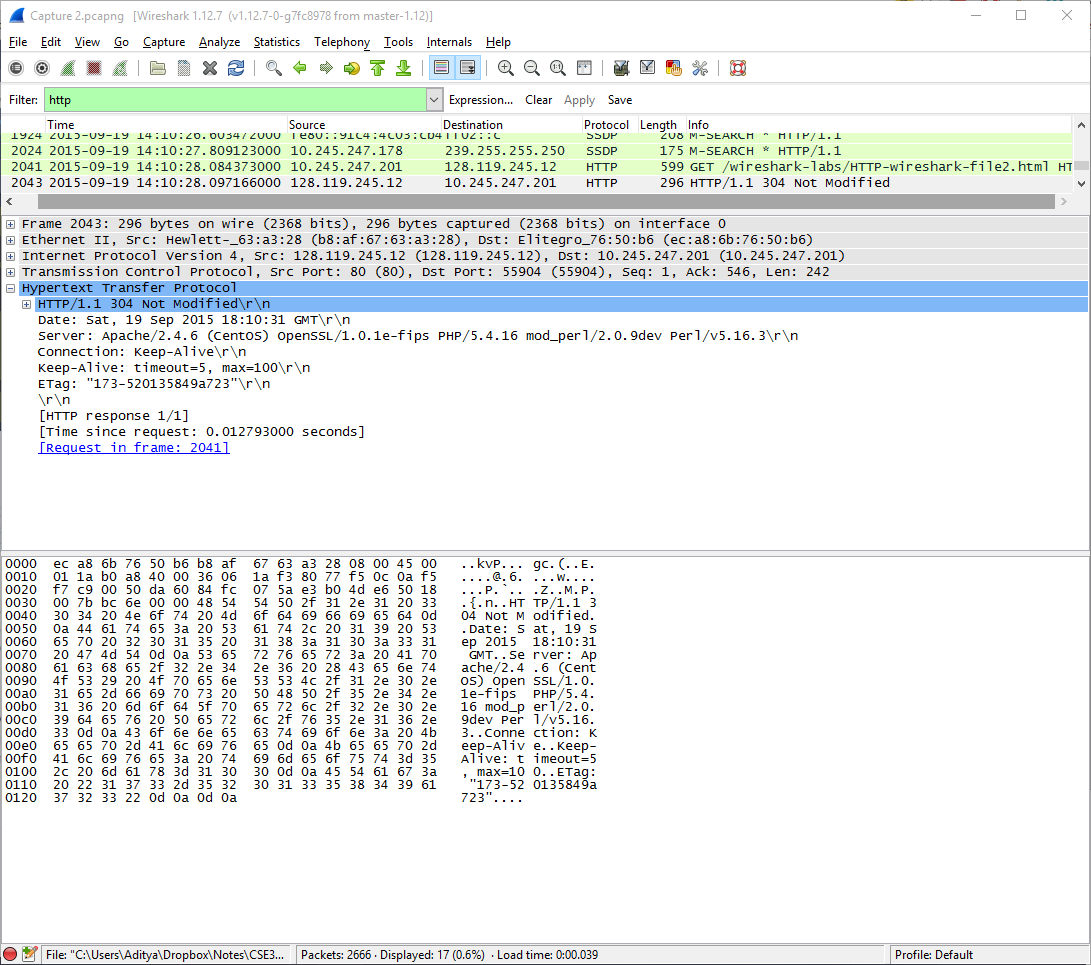 Capture 2.pcapng [Wireshark 1.12.7 (v1.12.7-0-g7fc8978 from master-1.12)]
File Edit View Go Capture Analyze Statistics Telephony Tools Internals Help
Filter: http Expression... Clear Apply Save
Time Source Destination Protocol Length Info
1924 2015-09-19 14:10:26.603472000 fe80::91c4:4c03:cb41 ff02::c SSDP 208 M-SEARCH * HTTP/1.1
2024 2015-09-19 14:10:27.809123000 10.245.247.178 239.255.255.250 SSDP 175 M-SEARCH * HTTP/1.1
2041 2015-09-19 14:10:28.084373000 10.245.247.201 128.119.245.12 HTTP 599 GET /wireshark-labs/HTTP-wireshark-file2.html HT
2043 2015-09-19 14:10:28.097166000 128.119.245.12 10.245.247.201 HTTP 296 HTTP/1.1 304 Not Modified
Frame 2043: 296 bytes on wire (2368 bits), 296 bytes captured (2368 bits) on interface 0
Ethernet II, Src: Hewlett-_63:a3:28 (b8:af:67:63:a3:28), Dst: Elitegro_76:50:b6 (ec:a8:6b:76:50:b6)
Internet Protocol Version 4, Src: 128.119.245.12 (128.119.245.12), Dst: 10.245.247.201 (10.245.247.201)
Transmission Control Protocol, Src Port: 80 (80), Dst Port: 55904 (55904), Seq: 1, Ack: 546, Len: 242
Hypertext Transfer Protocol
HTTP/1.1 304 Not Modified\r\n
Date: Sat, 19 Sep 2015 18:10:31 GMT\r\n
Server: Apache/2.4.6 (CentOS) OpenSSL/1.0.1e-fips PHP/5.4.16 mod_perl/2.0.9dev Perl/v5.16.3\r\n
Connection: Keep-Alive\r\n
Keep-Alive: timeout=5, max=100\r\n
ETag: "173-520135849a723"\r\n
\r\n
[HTTP response 1/1]
[Time since request: 0.012793000 seconds]
[Request in frame: 2041]
0000 ec a8 6b 76 50 b6 b8 af 67 63 a3 28 08 00 45 00 ..kvP... gc.(..E.
0010 01 1a b0 a8 40 00 36 06 1a f3 80 77 f5 0c 0a f5 ....@.6. ...w....
0020 f7 c9 00 50 da 60 84 fc 07 5a e3 b0 4d e6 50 18 ...P.`.. .Z..M.P.
0030 00 7b bc 6e 00 00 48 54 54 50 2f 31 2e 31 20 33 .{.n..HT TP/1.1 3
0040 30 34 20 4e 6f 74 20 4d 6f 64 69 66 69 65 64 0d 04 Not M odified.
0050 0a 44 61 74 65 3a 20 53 61 74 2c 20 31 39 20 53 .Date: S at, 19 S
0060 65 70 20 32 30 31 35 20 31 38 3a 31 30 3a 33 31 ep 2015 18:10:31
0070 20 47 4d 54 0d 0a 53 65 72 76 65 72 3a 20 41 70 GMT..Se rver: Ap
0080 61 63 68 65 2f 32 2e 34 2e 36 20 28 43 65 6e 74 ache/2.4 .6 (Cent
0090 4f 53 29 20 4f 70 65 6e 53 53 4c 2f 31 2e 30 2e OS) Open SSL/1.0.
00a0 31 65 2d 66 69 70 73 20 50 48 50 2f 35 2e 34 2e 1e-fips PHP/5.4.
00b0 31 36 20 6d 6f 64 5f 70 65 72 6c 2f 32 2e 30 2e 16 mod_p erl/2.0.
00c0 39 64 65 76 20 50 65 72 6c 2f 76 35 2e 31 36 2e 9dev Per l/v5.16.
00d0 33 0d 0a 43 6f 6e 6e 65 63 74 69 6f 6e 3a 20 4b 3..Conne ction: K
00e0 65 65 70 2d 41 6c 69 76 65 0d 0a 4b 65 65 70 2d eep-Aliv e..Keep-
00f0 41 6c 69 76 65 3a 20 74 69 6d 65 6f 75 74 3d 35 Alive: t imeout=5
0100 2c 20 6d 61 78 3d 31 30 30 0d 0a 45 54 61 67 3a , max=10 0..ETag:
0110 20 22 31 37 33 2d 35 32 30 31 33 35 38 34 39 61 "173-52 0135849a
0120 37 32 33 22 0d 0a 0d 0a 723"....
File: "C:\Users\Aditya\Dropbox\Notes\CSE3... Packets: 2666 · Displayed: 17 (0.6%) · Load time: 0:00.039 Profile: Default